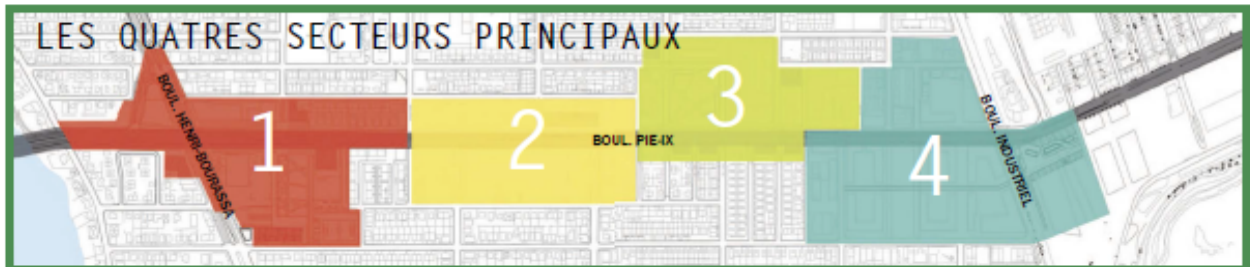 LES QUATRES SECTEURS PRINCIPAUX
BOUL. HENRI-BOURASSA
1
2
BOUL. PIE-IX
3
4
BOUL. INDUSTRIEL